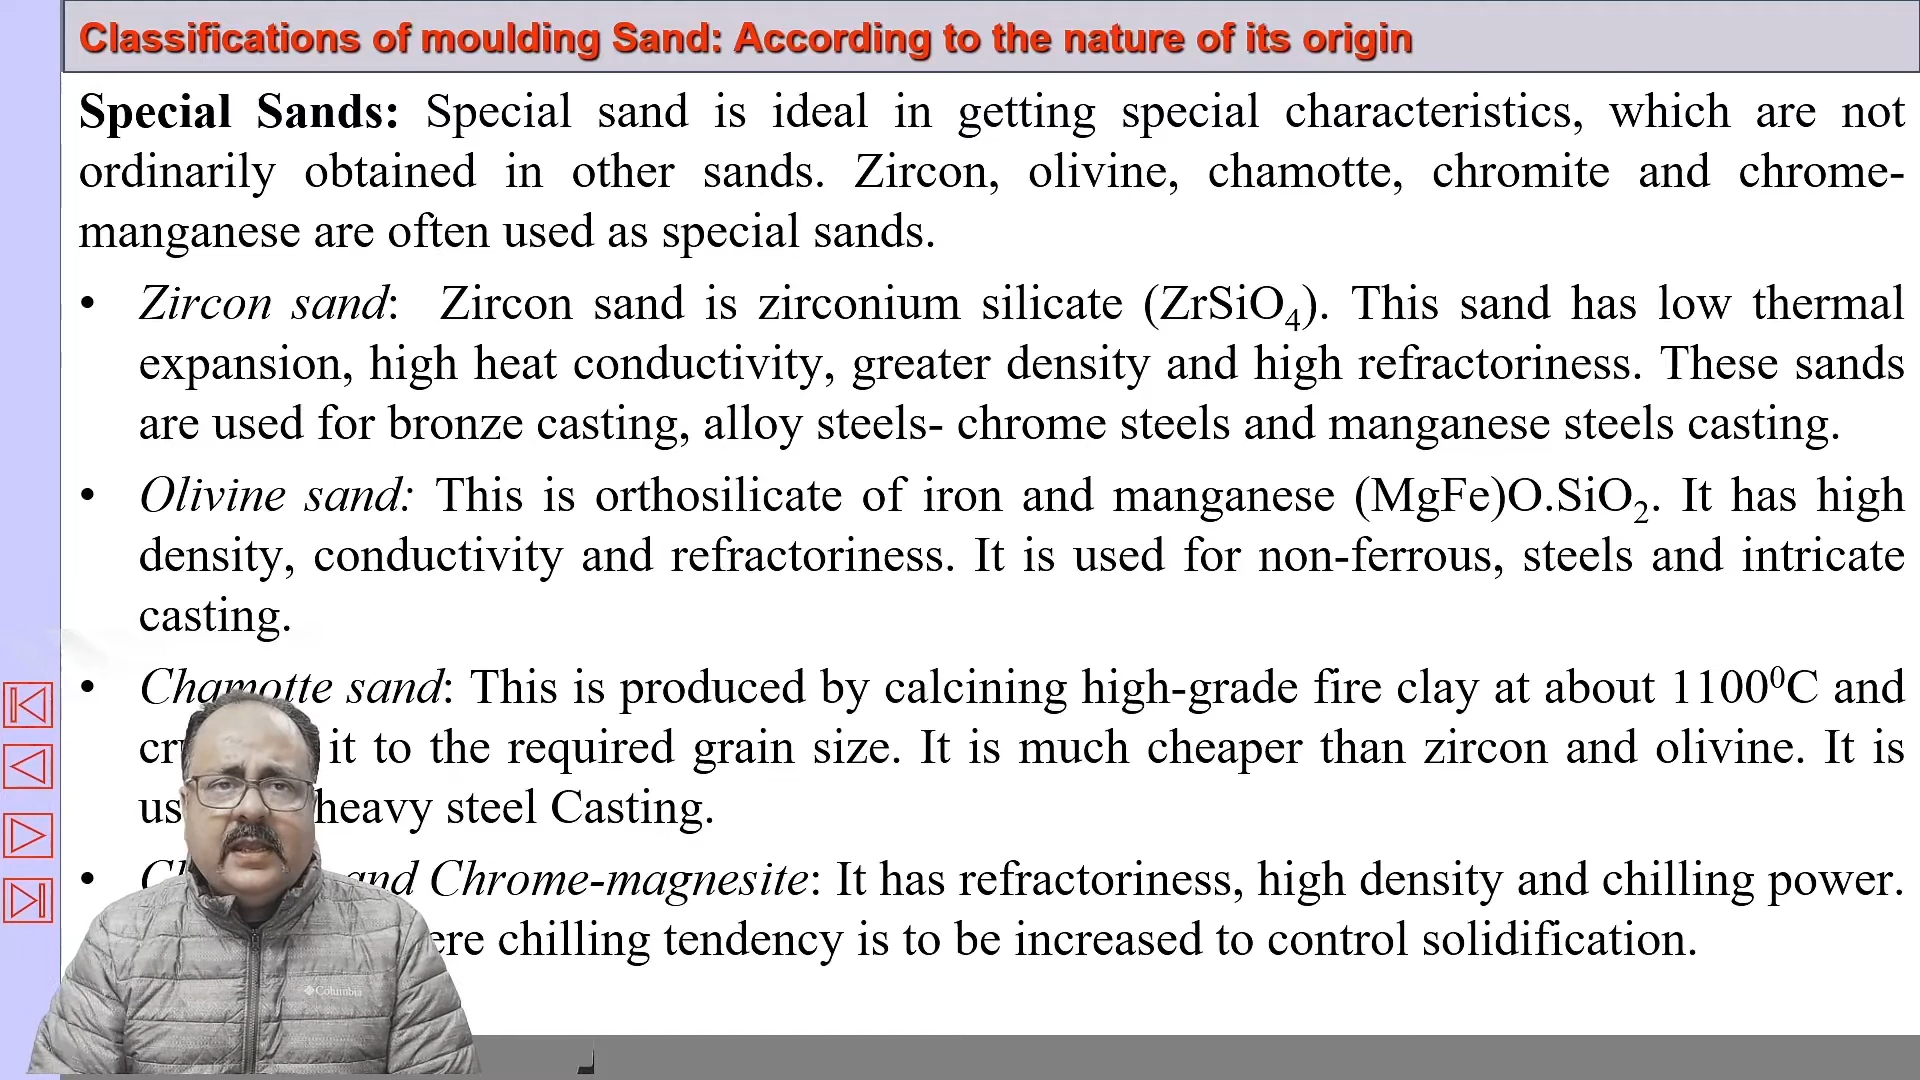 Classifications of moulding Sand: According to the nature of its origin
Special Sands: Special sand is ideal in getting special characteristics, which are not
ordinarily obtained in other sands. Zircon, olivine, chamotte, chromite and chrome-
manganese are often used as special sands.
• Zircon sand: Zircon sand is zirconium silicate (ZrSiO₄). This sand has low thermal
expansion, high heat conductivity, greater density and high refractoriness. These sands
are used for bronze casting, alloy steels- chrome steels and manganese steels casting.
• Olivine sand: This is orthosilicate of iron and manganese (MgFe)O.SiO₂. It has high
density, conductivity and refractoriness. It is used for non-ferrous, steels and intricate
casting.
• Chamotte sand: This is produced by calcining high-grade fire clay at about 1100⁰C and
it to the required grain size. It is much cheaper than zircon and olivine. It is
heavy steel Casting.
• and Chrome-magnesite: It has refractoriness, high density and chilling power.
chilling tendency is to be increased to control solidification.
Columbia